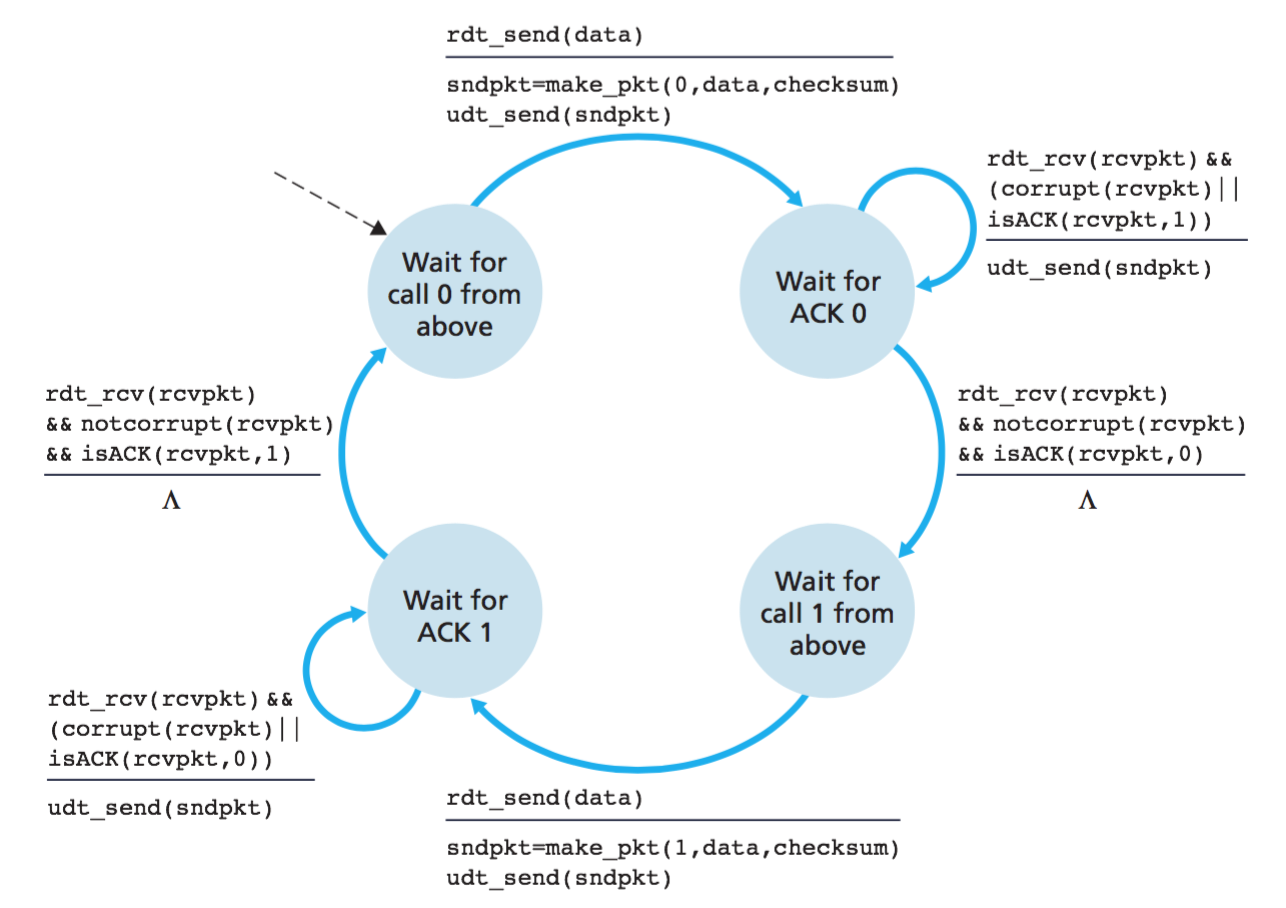 rdt_send(data)
sndpkt=make_pkt(0,data,checksum)
udt_send(sndpkt)
rdt_rcv(rcvpkt) &&
(corrupt(rcvpkt)||
isACK(rcvpkt,1))
udt_send(sndpkt)
Wait for
call 0 from
above
Wait for
ACK 0
rdt_rcv(rcvpkt)
&& notcorrupt(rcvpkt)
&& isACK(rcvpkt,1)
Λ
rdt_rcv(rcvpkt)
&& notcorrupt(rcvpkt)
&& isACK(rcvpkt,0)
Λ
Wait for
ACK 1
Wait for
call 1 from
above
rdt_rcv(rcvpkt) &&
(corrupt(rcvpkt)||
isACK(rcvpkt,0))
udt_send(sndpkt)
rdt_send(data)
sndpkt=make_pkt(1,data,checksum)
udt_send(sndpkt)